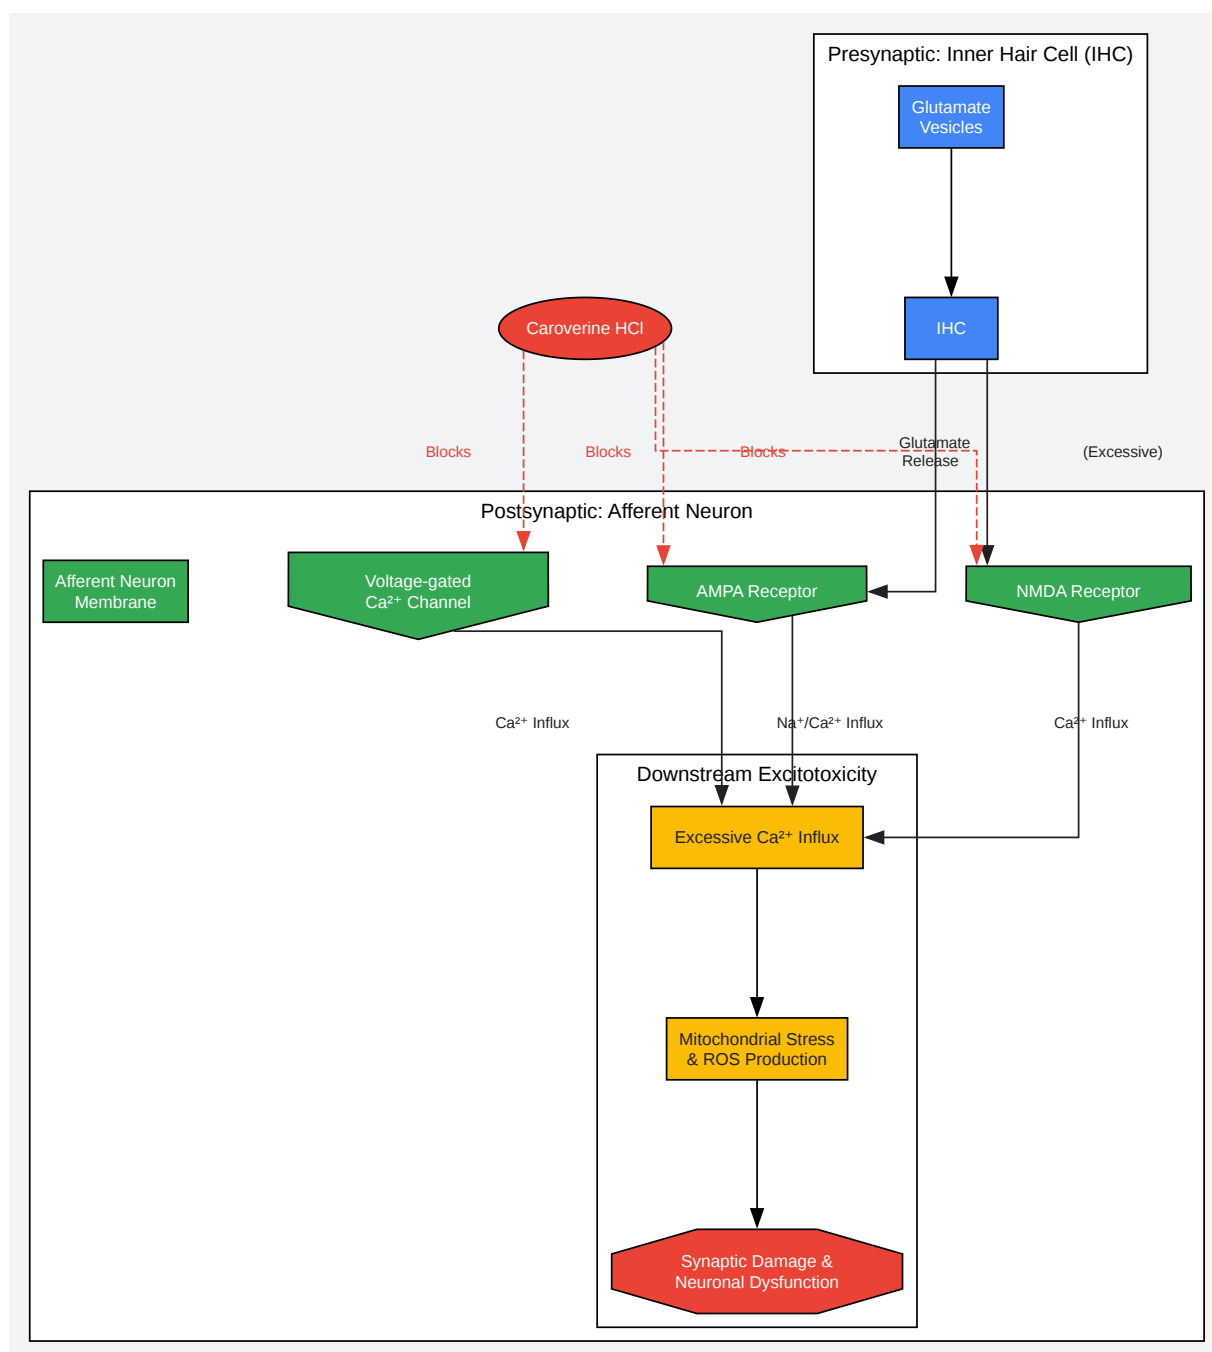 Presynaptic: Inner Hair Cell (IHC)
Glutamate
Vesicles
Caroverine HCl
IHC
Blocks
Blocks
Blocks
Glutamate
Release
(Excessive)
Postsynaptic: Afferent Neuron
Afferent Neuron
Membrane
Voltage-gated
Ca²⁺ Channel
AMPA Receptor
NMDA Receptor
Ca²⁺ Influx
Na⁺/Ca²⁺ Influx
Ca²⁺ Influx
Downstream Excitotoxicity
Excessive Ca²⁺ Influx
Mitochondrial Stress
& ROS Production
Synaptic Damage &
Neuronal Dysfunction